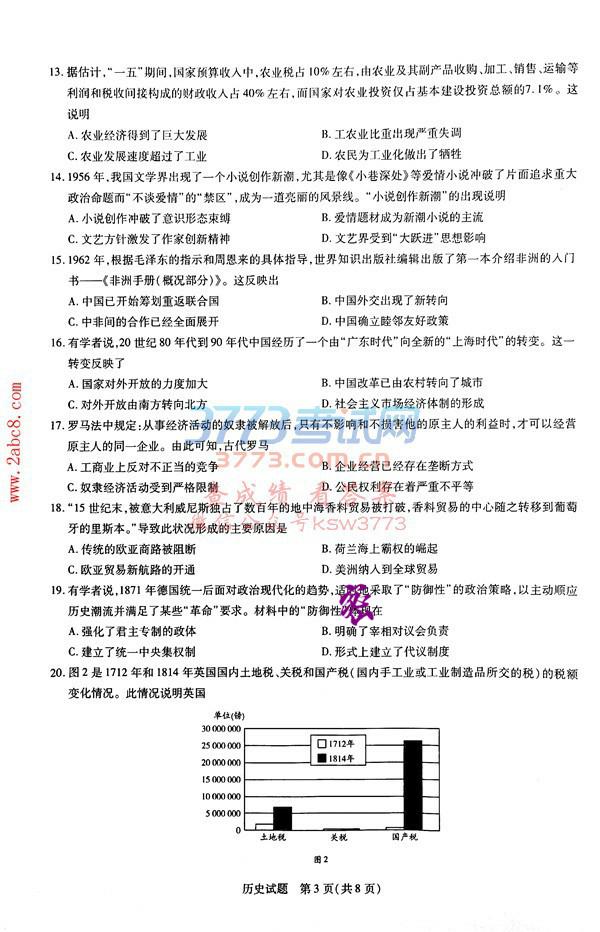 13. 据估计，“一五”期间，国家预算收入中，农业税占10%左右，由农业及其副产品收购、加工、销售、运输等
利润和税收间接构成的财政收入占40%左右，而国家对农业投资仅占基本建设投资总额的7.1%。这
说明
A. 农业经济得到了巨大发展 B. 工农业比重出现严重失调
C. 农业发展速度超过了工业 D. 农民为工业化做出了牺牲
14. 1956年，我国文学界出现了一个小说创作新潮，尤其是像《小巷深处》等爱情小说冲破了片面追求重大
政治命题而“不谈爱情”的“禁区”，成为一道亮丽的风景线。“小说创作新潮”的出现说明
A. 小说创作冲破了意识形态束缚 B. 爱情题材成为新潮小说的主流
C. 文艺方针激发了作家创新精神 D. 文艺界受到“大跃进”思想影响
15. 1962年，根据毛泽东的指示和周恩来的具体指导，世界知识出版社编辑出版了第一本介绍非洲的入门
书——《非洲手册(概况部分)》。这反映出
A. 中国已开始筹划重返联合国 B. 中国外交出现了新转向
C. 中非间的合作已经全面展开 D. 中国确立睦邻友好政策
16. 有学者说，20世纪80年代到90年代中国经历了一个由“广东时代”向全新的“上海时代”的转变。这一
转变反映了
A. 国家对外开放的力度加大 B. 中国改革已由农村转向了城市
C. 对外开放由南方转向北方 D. 社会主义市场经济体制的形成
17. 罗马法中规定：从事经济活动的奴隶被解放后，只有不影响和不损害他的原主人的利益时，才可以经营
原主人的同一企业。由此可知，古代罗马
A. 工商业上反对不正当的竞争 B. 企业经营已经存在垄断方式
C. 奴隶经济活动受到严格限制 D. 公民权利存在着严重不平等
18. “15世纪末，被意大利威尼斯独占了数百年的地中海香料贸易被打破，香料贸易的中心随之转移到葡萄
牙的里斯本。”导致此状况形成的主要原因是
A. 传统的欧亚商路被阻断 B. 荷兰海上霸权的崛起
C. 欧亚贸易新航路的开通 D. 美洲纳入到全球贸易
19. 有学者说，1871年德国统一后面对政治现代化的趋势，适时地采取了“防御性”的政治策略，以主动顺应
历史潮流并满足了某些“革命”要求。材料中的“防御性”体现在
A. 强化了君主专制的政体 B. 明确了宰相对议会负责
C. 建立了统一中央集权制 D. 形式上建立了代议制度
20. 图2是1712年和1814年英国国内土地税、关税和国产税(国内手工业或工业制造品所交的税)的税额
变化情况。此情况说明英国
单位(镑)
30 000 000
25 000 000
20 000 000
15 000 000
10 000 000
5 000 000
0
1712年
1814年
土地税 关税 国产税
图2
历史试题 第3页(共8页)
www.2abc8.com
3773考试网
3773.com.cn
查成绩 看答案
微信公众号ksw3773